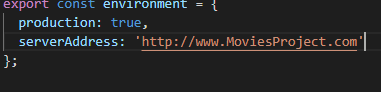 export const environment = {
  production: true,
  serverAddress: 'http://www.MoviesProject.com'
};